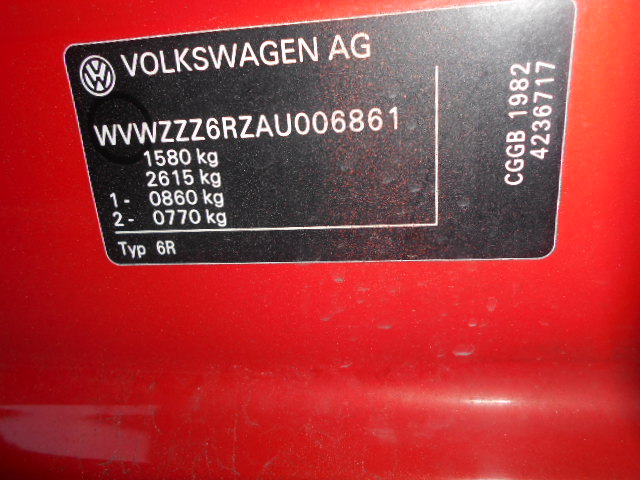 VOLKSWAGEN AG
WVWZZZ6RZAU006861
1580 kg
2615 kg
1- 0860 kg
2- 0770 kg
Typ 6R
CGGB 1982
4236717